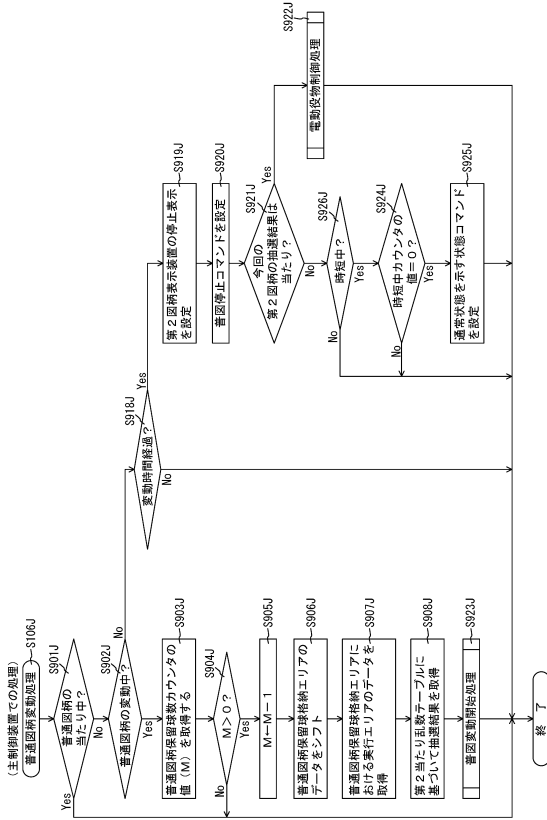 (主制御装置での処理)
普通図柄変動処理
S106J
普通図柄の
当たり中?
S901J
Yes
No
普通図柄の変動中?
S902J
No
Yes
普通図柄保留球数カウンタの
値(M)を取得する
S903J
M>0?
S904J
No
Yes
M←M－1
S905J
普通図柄保留球格納エリアの
データをシフト
S906J
普通図柄保留球格納エリアに
おける実行エリアのデータを
取得
S907J
第2当たり乱数テーブルに
基づいて抽選結果を取得
S908J
普図変動開始処理
S923J
終 了
変動時間経過?
S918J
Yes
No
第2図柄表示装置の停止表示
を設定
S919J
普図停止コマンドを設定
S920J
今回の
第2図柄の抽選結果は
当たり?
S921J
Yes
No
時短中?
S926J
No
Yes
時短中カウンタの
値=0?
S924J
No
Yes
通常状態を示す状態コマンド
を設定
S925J
電動役物制御処理
S922J